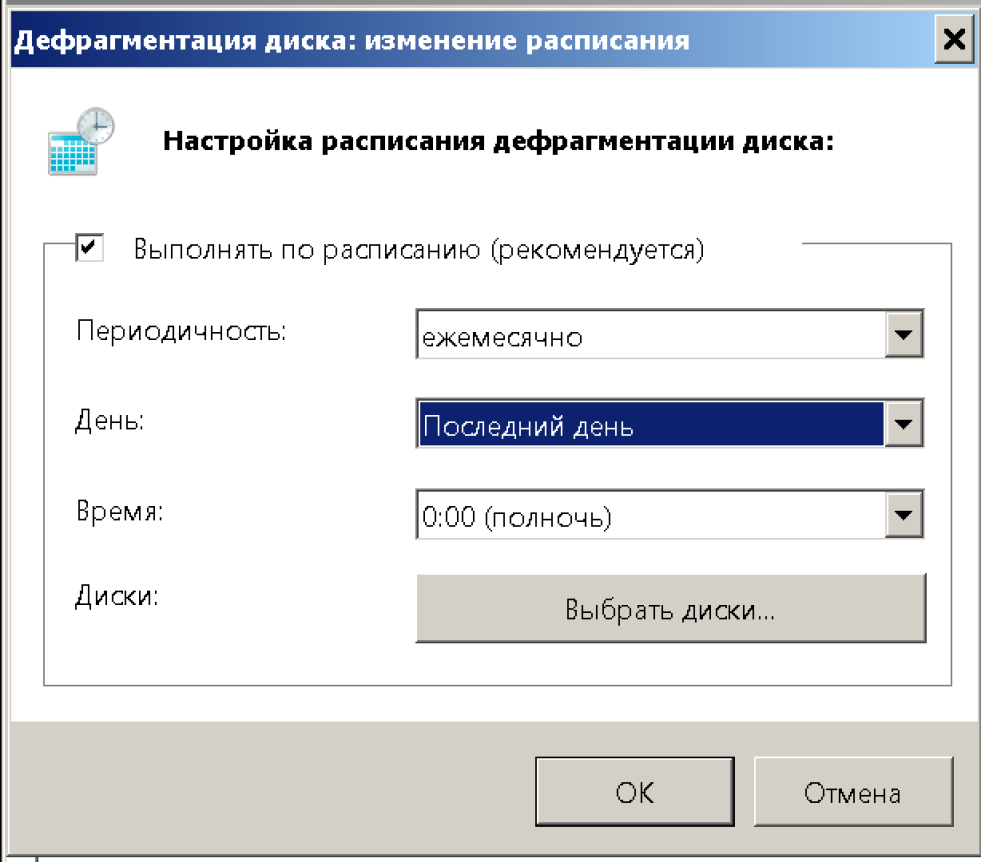 Дефрагментация диска: изменение расписания
Настройка расписания дефрагментации диска:
Выполнять по расписанию (рекомендуется)
Периодичность: ежемесячно
День: Последний день
Время: 0:00 (полночь)
Диски: Выбрать диски...
ОК Отмена